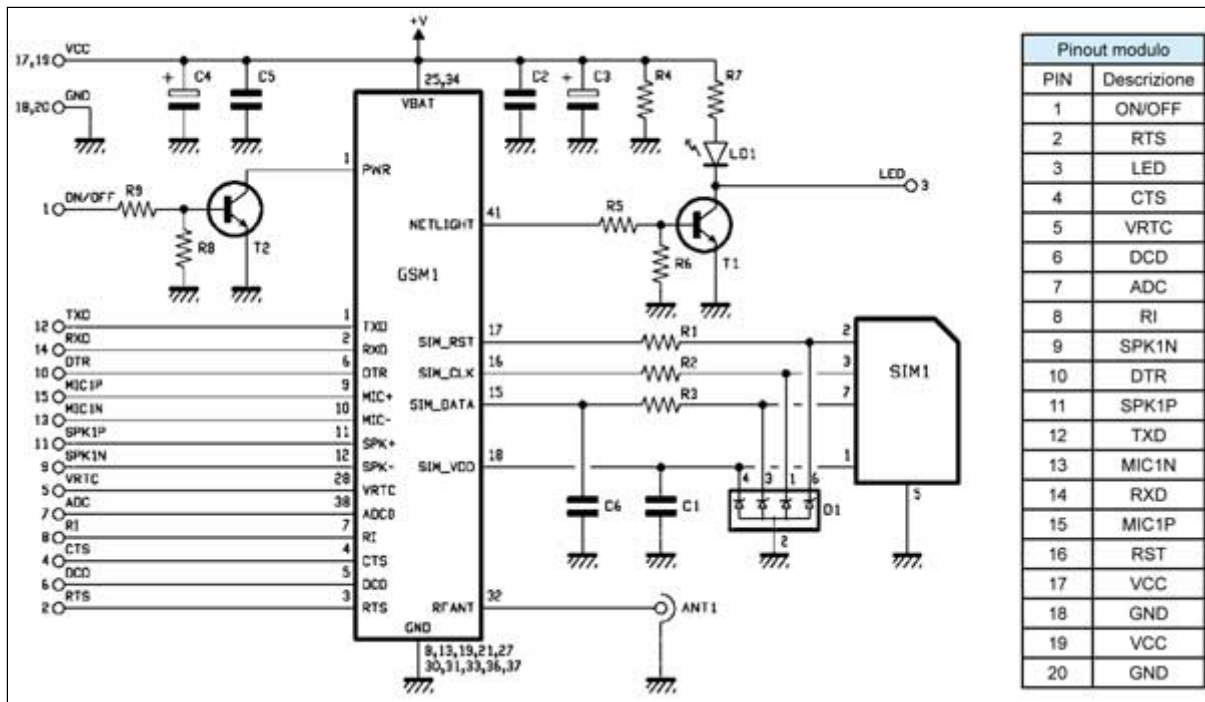 +V
17,19 VCC
C4
C5
25,34
VBAT
C2
C3
R4
R7
18,20 GND
+
+
LD1
1
PWR
LED
3
1 ON/OFF
R9
R8
T2
NETLIGHT
41
R5
R6
T1
GSM1
12 TXD 1 TXD
14 RXD 2 RXD
10 DTR 6 DTR
15 MIC1P 9 MIC+
13 MIC1N 10 MIC-
11 SPK1P 11 SPK+
9 SPK1N 12 SPK-
5 VRTC 28 VRTC
7 ADC 38 ADC0
8 RI 7 RI
4 CTS 4 CTS
6 DCD 5 DCD
2 RTS 3 RTS
SIM_RST 17 R1 2
SIM_CLK 16 R2 3
SIM_DATA 15 R3 7
SIM_VDD 18 1
SIM1
5
4 3 1 6
D1
2
C6
C1
RFANT 32
ANT1
GND
8,13,19,21,27
30,31,33,36,37
Pinout modulo
PIN Descrizione
1 ON/OFF
2 RTS
3 LED
4 CTS
5 VRTC
6 DCD
7 ADC
8 RI
9 SPK1N
10 DTR
11 SPK1P
12 TXD
13 MIC1N
14 RXD
15 MIC1P
16 RST
17 VCC
18 GND
19 VCC
20 GND